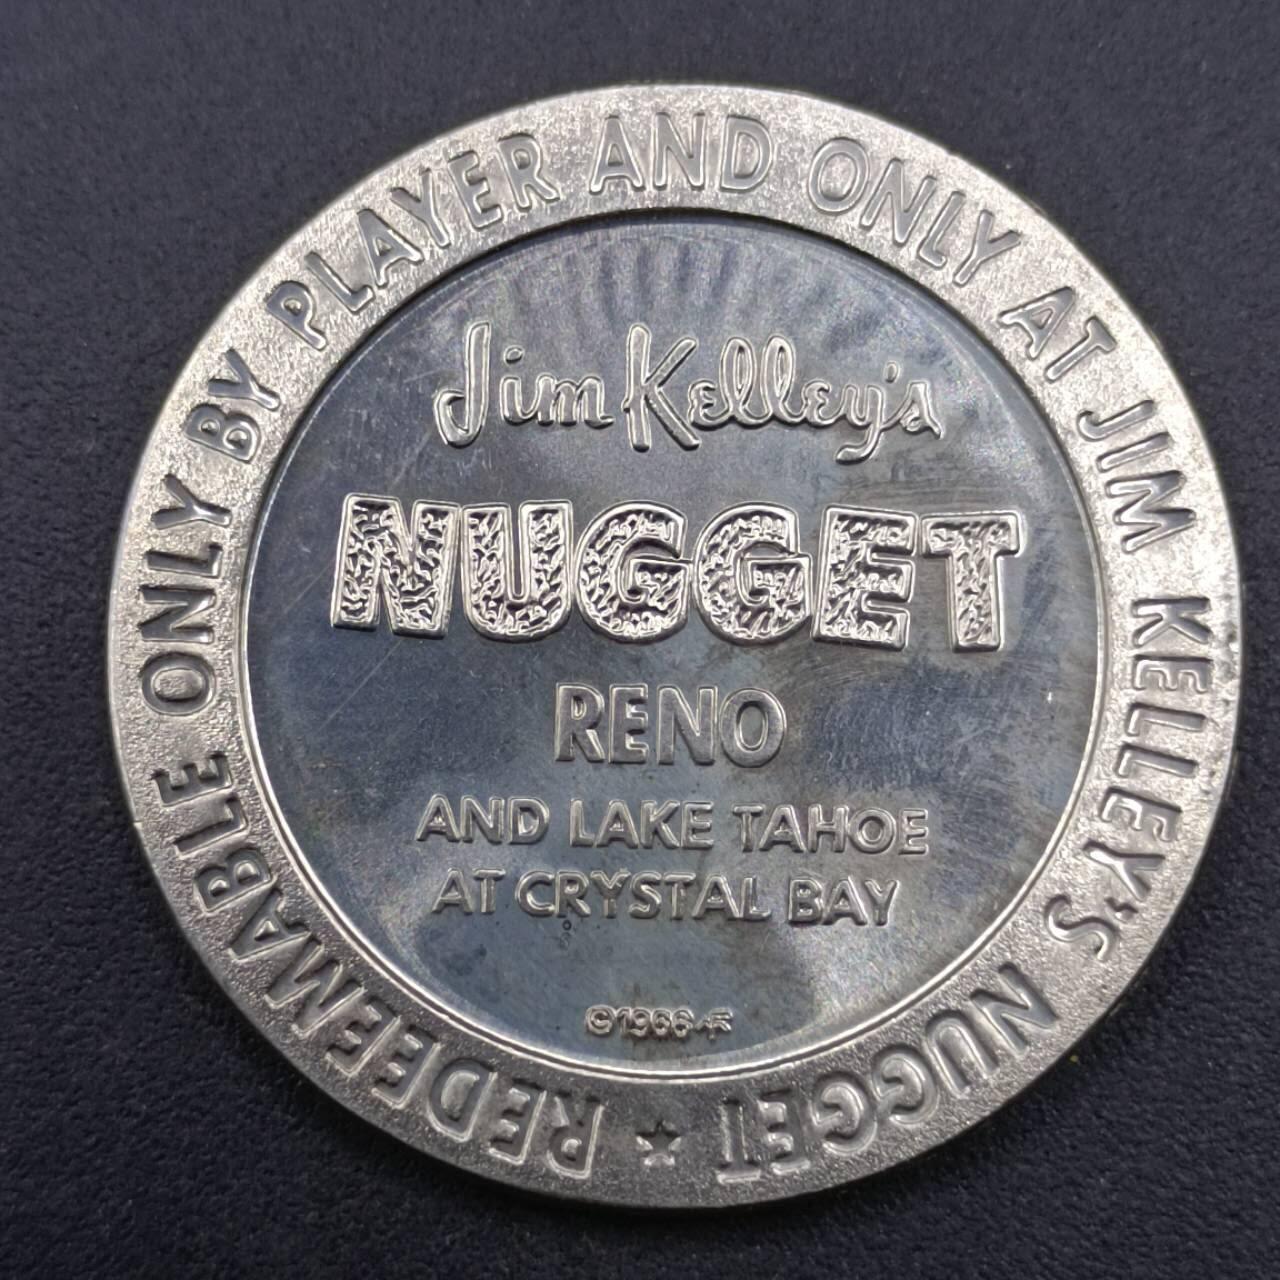 REDEEMABLE ONLY BY PLAYER AND ONLY AT JIM KELLEY'S NUGGET ★
Jim Kelley's
NUGGET
RENO
AND LAKE TAHOE
AT CRYSTAL BAY
©1966